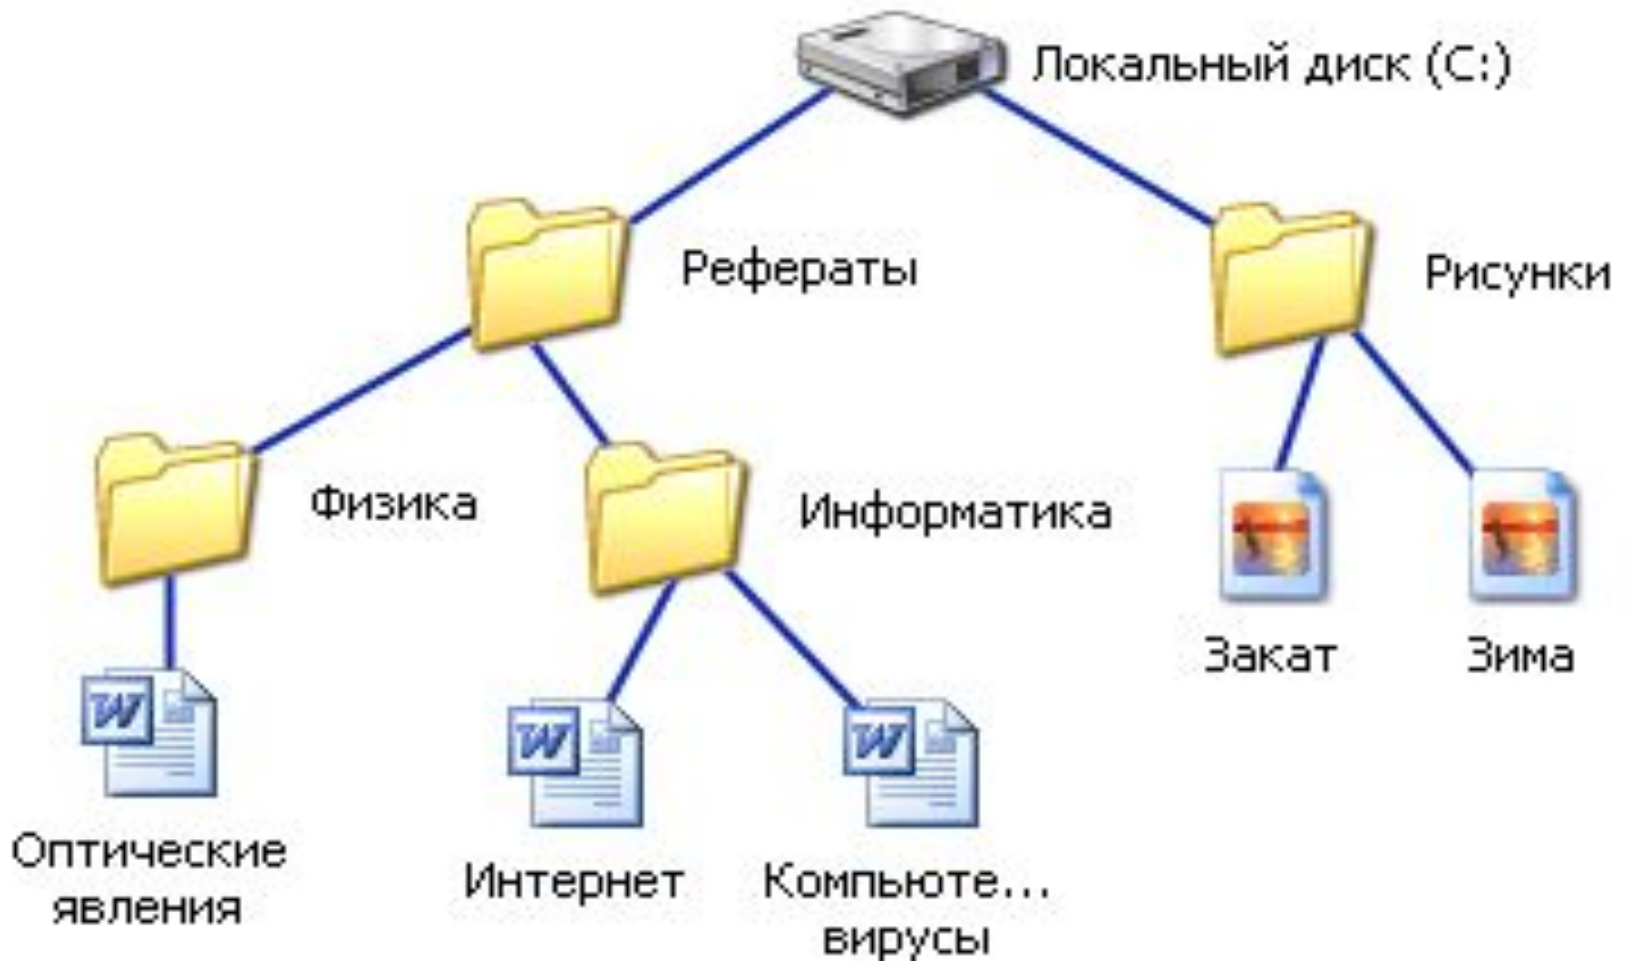 Локальный диск (C:)
Рефераты
Рисунки
Физика
Информатика
Закат
Зима
Оптические
явления
Интернет
Компьюте...
вирусы